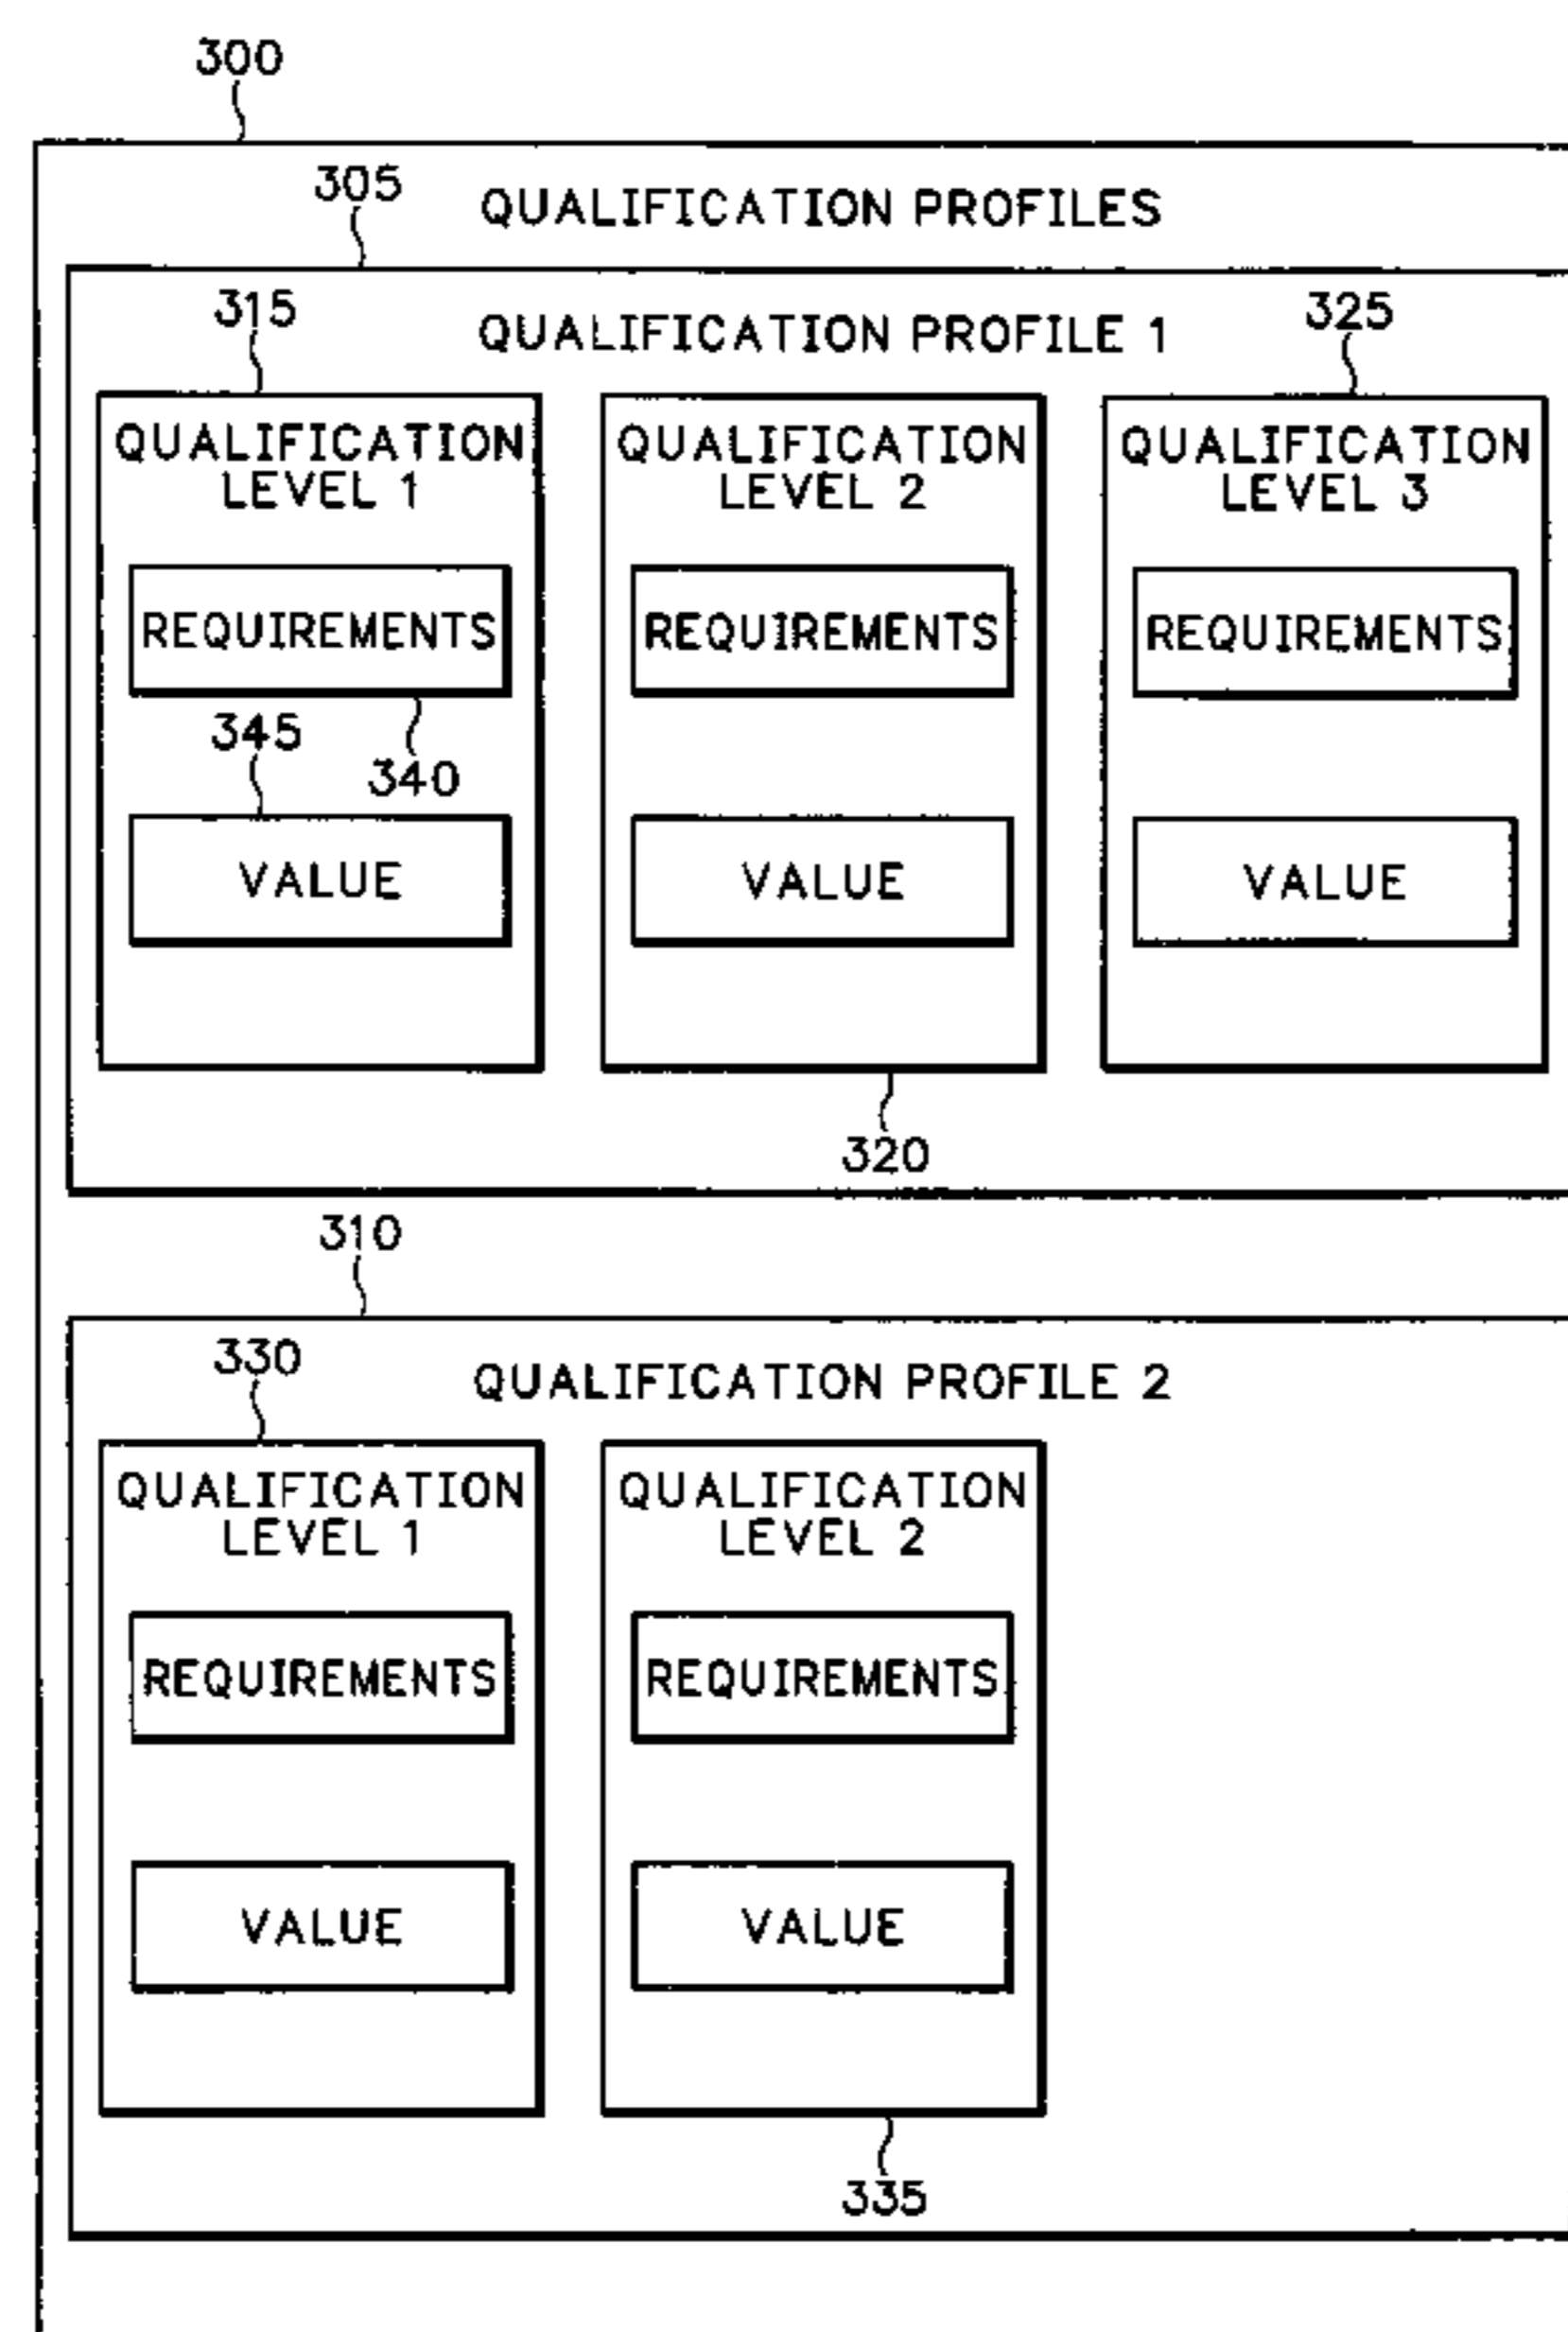 300
305
QUALIFICATION PROFILES
315
QUALIFICATION PROFILE 1
325
QUALIFICATION
LEVEL 1
QUALIFICATION
LEVEL 2
QUALIFICATION
LEVEL 3
REQUIREMENTS
REQUIREMENTS
REQUIREMENTS
345
340
VALUE
VALUE
VALUE
320
310
330
QUALIFICATION PROFILE 2
QUALIFICATION
LEVEL 1
QUALIFICATION
LEVEL 2
REQUIREMENTS
REQUIREMENTS
VALUE
VALUE
335